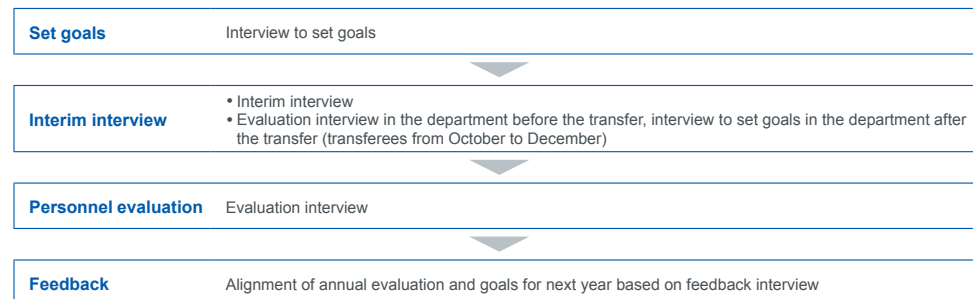 Set goals Interview to set goals
Interim interview
• Interim interview
• Evaluation interview in the department before the transfer, interview to set goals in the department after
the transfer (transferees from October to December)
Personnel evaluation Evaluation interview
Feedback Alignment of annual evaluation and goals for next year based on feedback interview